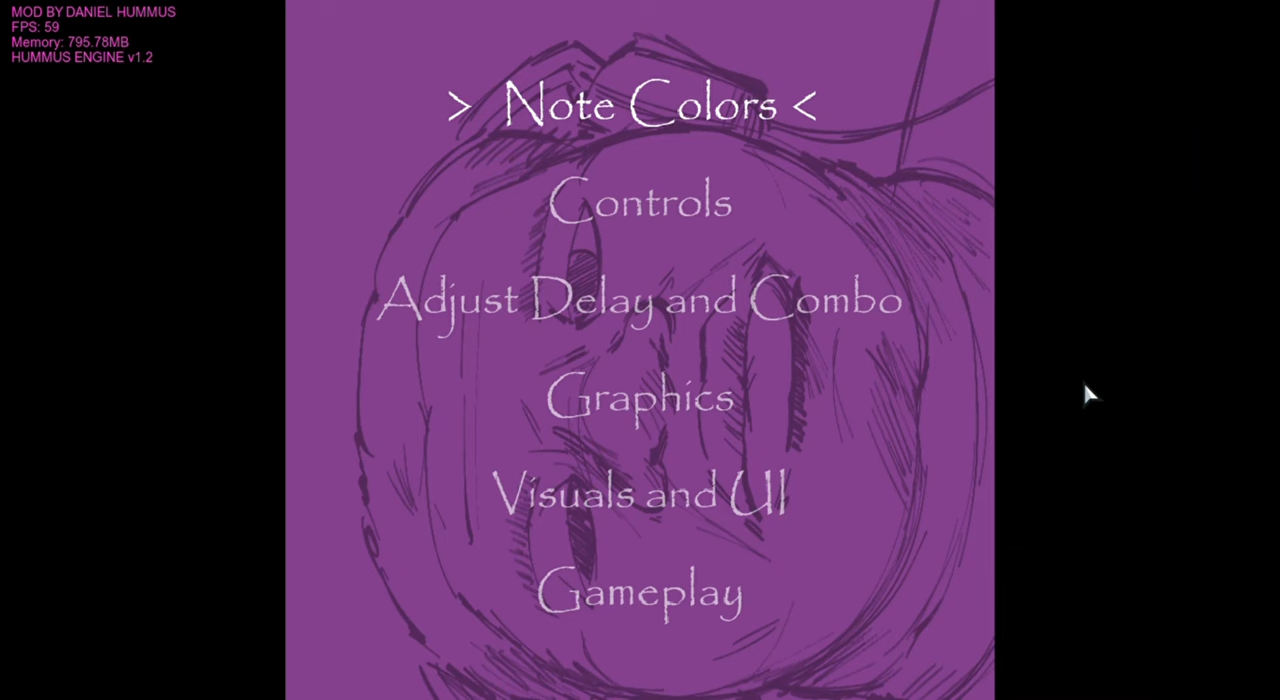 MOD BY DANIEL HUMMUS
FPS: 59
Memory: 795.78MB
HUMMUS ENGINE v1.2
> Note Colors <
Controls
Adjust Delay and Combo
Graphics
Visuals and UI
Gameplay